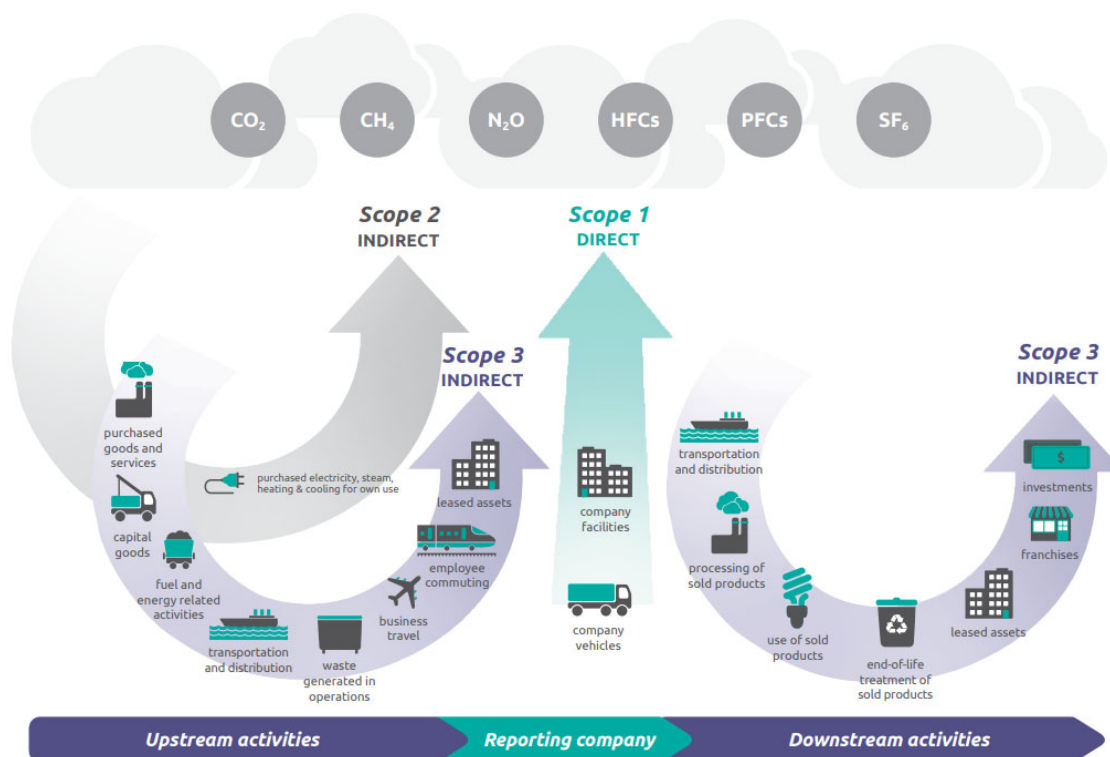 CO₂
CH₄
N₂O
HFCs
PFCs
SF₆
Scope 2
INDIRECT
Scope 1
DIRECT
Scope 3
INDIRECT
Scope 3
INDIRECT
purchased
goods and
services
capital
goods
fuel and
energy related
activities
purchased electricity, steam,
heating & cooling for own use
transportation
and distribution
waste
generated in
operations
business
travel
employee
commuting
leased assets
company
facilities
company
vehicles
transportation
and distribution
processing of
sold products
use of sold
products
end-of-life
treatment of
sold products
leased assets
franchises
$
investments
Upstream activities
Reporting company
Downstream activities